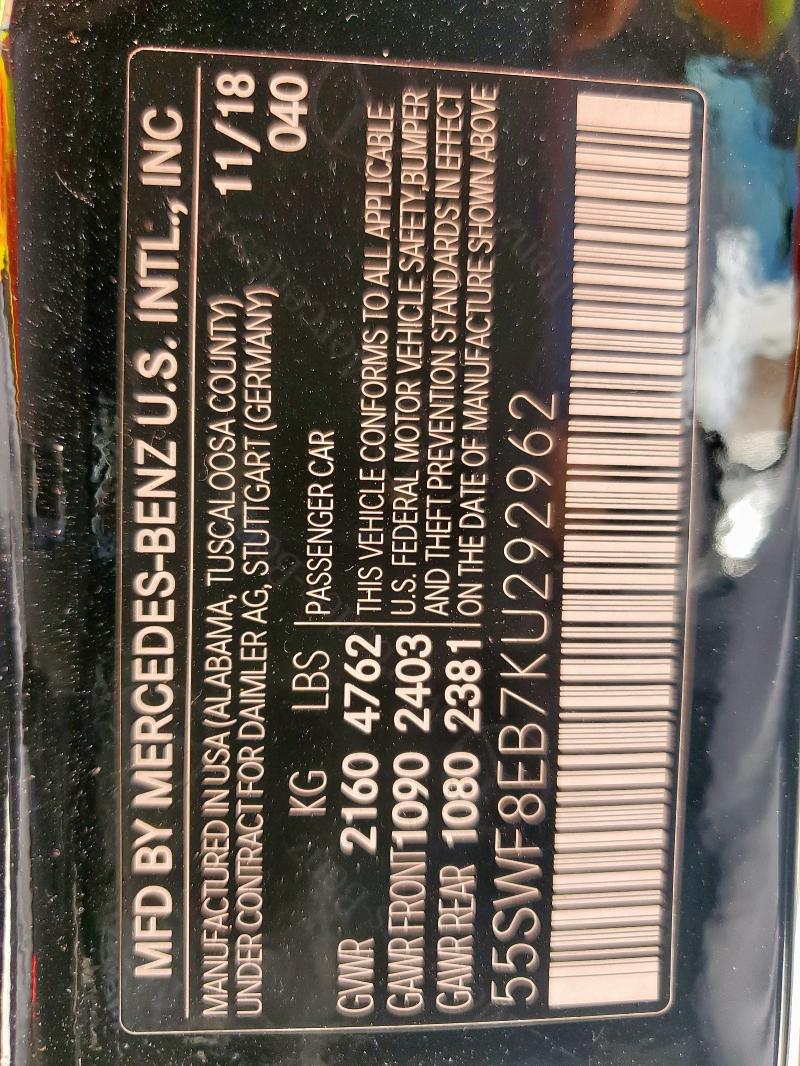 MFD BY MERCEDES-BENZ U.S. INTL., INC
MANUFACTURED IN USA (ALABAMA, TUSCALOOSA COUNTY) 11/18
UNDER CONTRACT FOR DAIMLER AG, STUTTGART (GERMANY) 040
KG LBS PASSENGER CAR
GVWR 2160 4762 THIS VEHICLE CONFORMS TO ALL APPLICABLE
GAWR FRONT 1090 2403 U.S. FEDERAL MOTOR VEHICLE SAFETY,BUMPER
AND THEFT PREVENTION STANDARDS IN EFFECT
GAWR REAR 1080 2381 ON THE DATE OF MANUFACTURE SHOWN ABOVE
55SWF8EB7KU292962